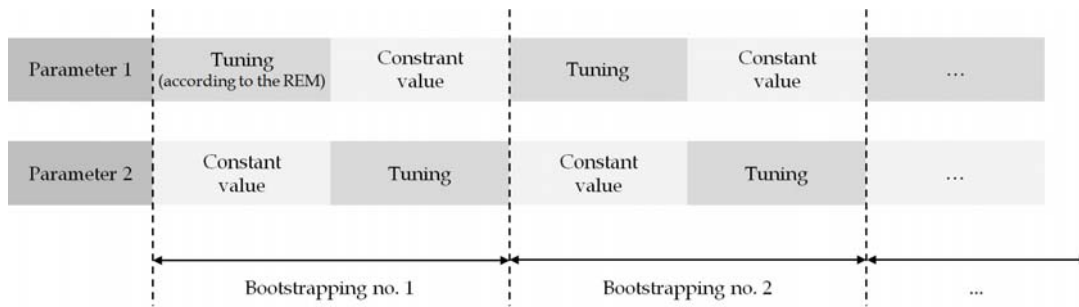 Parameter 1
Tuning
(according to the REM)
Constrant
value
Tuning
Constant
value
...
Parameter 2
Constant
value
Tuning
Constant
value
Tuning
...
Bootstrapping no. 1
Bootstrapping no. 2
...